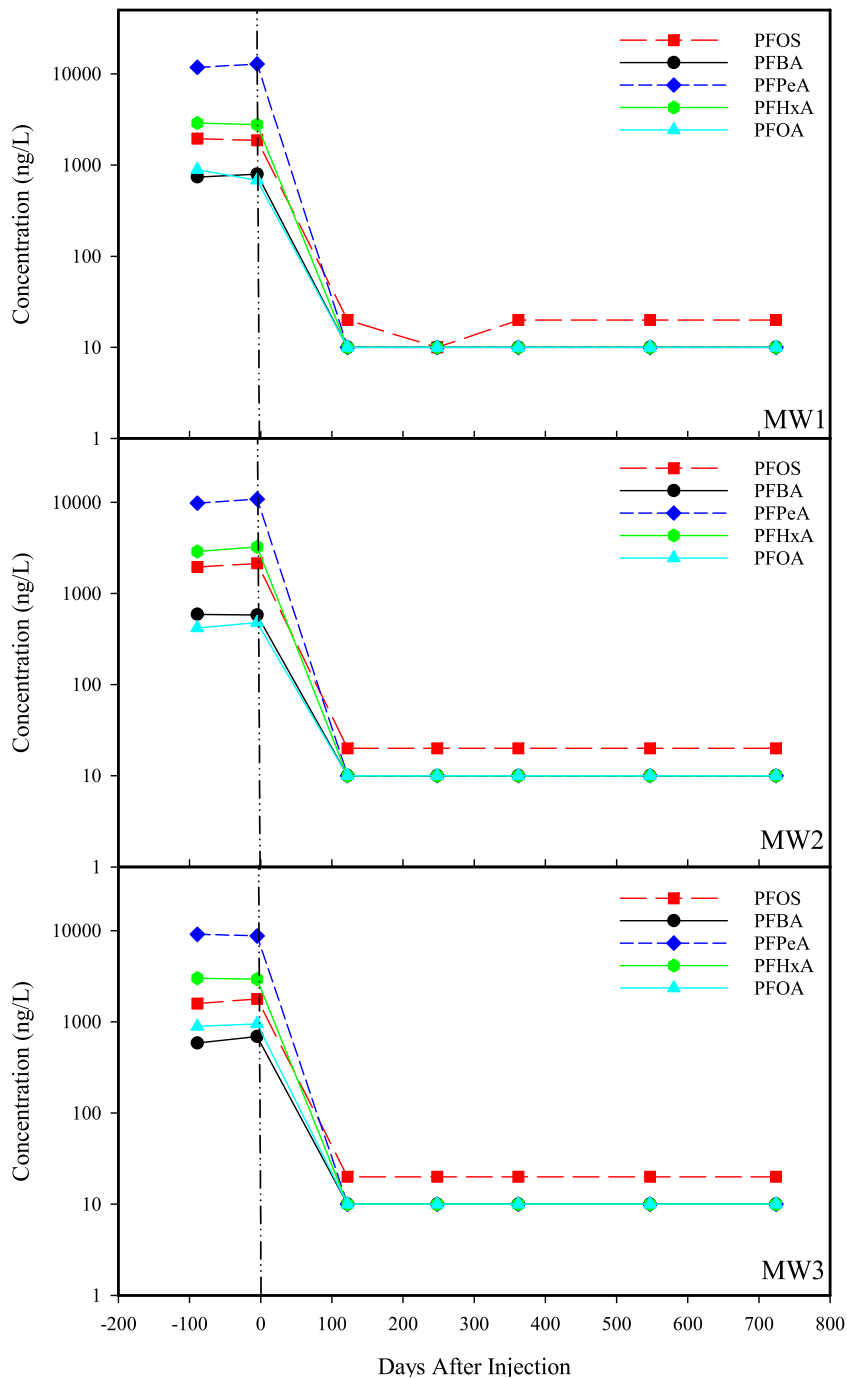 10000
1000
100
10
1
Concentration (ng/L)
PFOS
PFBA
PFPeA
PFHxA
PFOA
MW1
10000
1000
100
10
1
Concentration (ng/L)
PFOS
PFBA
PFPeA
PFHxA
PFOA
MW2
10000
1000
100
10
1
Concentration (ng/L)
PFOS
PFBA
PFPeA
PFHxA
PFOA
MW3
-200 -100 0 100 200 300 400 500 600 700 800
Days After Injection